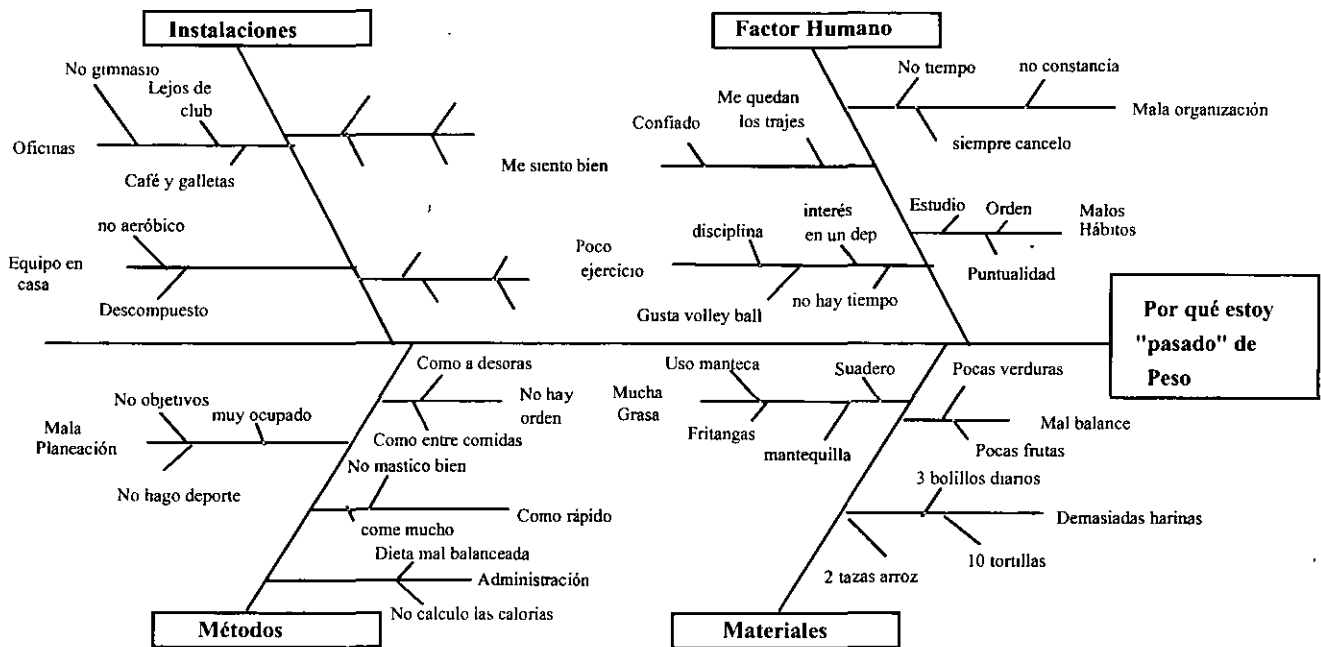 Instalaciones
Factor Humano
No gimnasio
Lejos de
club
Oficinas
Café y galletas
no aeróbico
Equipo en
casa
Descompuesto
No tiempo
no constancia
Mala organización
siempre cancelo
Me quedan
los trajes
Confiado
Me siento bien
Estudio
Orden
Malos
Hábitos
Puntualidad
disciplina
interés
en un dep
Poco
ejercicio
Gusta volley ball
no hay tiempo
Por qué estoy
"pasado" de
Peso
Como a desoras
No hay
orden
Como entre comidas
No objetivos
muy ocupado
Mala
Planeación
No hago deporte
No mastico bien
Como rápido
come mucho
Dieta mal balanceada
Administración
No calculo las calorías
Métodos
Uso manteca
Suadero
Mucha
Grasa
Fritangas
mantequilla
Pocas verduras
Mal balance
Pocas frutas
3 bolillos diarios
Demasiadas harinas
10 tortillas
2 tazas arroz
Materiales